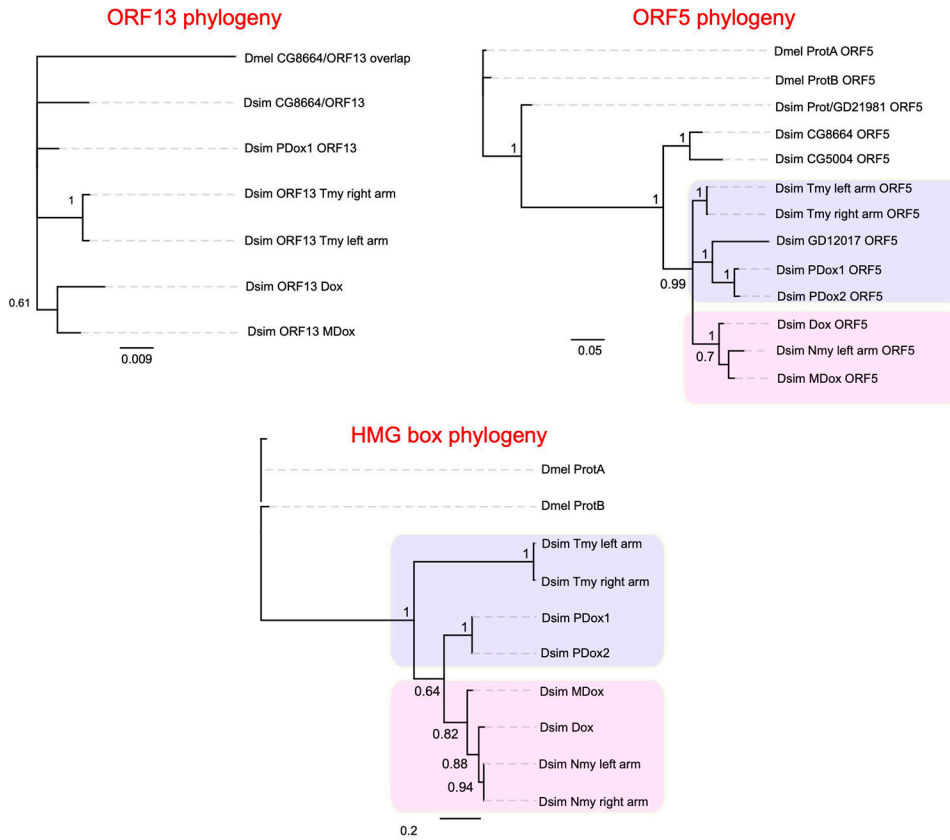 ORF13 phylogeny
Dmel CG8664/ORF13 overlap
Dsim CG8664/ORF13
Dsim PDox1 ORF13
1
Dsim ORF13 Tmy right arm
Dsim ORF13 Tmy left arm
Dsim ORF13 Dox
0.61
Dsim ORF13 MDox
0.009
ORF5 phylogeny
Dmel ProtA ORF5
Dmel ProtB ORF5
Dsim Prot/GD21981 ORF5
Dsim CG8664 ORF5
1
1
Dsim CG5004 ORF5
Dsim Tmy left arm ORF5
1
1
Dsim Tmy right arm ORF5
Dsim GD12017 ORF5
1
Dsim PDox1 ORF5
1
0.99
Dsim PDox2 ORF5
Dsim Dox ORF5
1
Dsim Nmy left arm ORF5
0.7
Dsim MDox ORF5
0.05
HMG box phylogeny
Dmel ProtA
Dmel ProtB
Dsim Tmy left arm
1
Dsim Tmy right arm
1
Dsim PDox1
1
Dsim PDox2
0.64
Dsim MDox
Dsim Dox
0.82
0.88
Dsim Nmy left arm
0.94
Dsim Nmy right arm
0.2